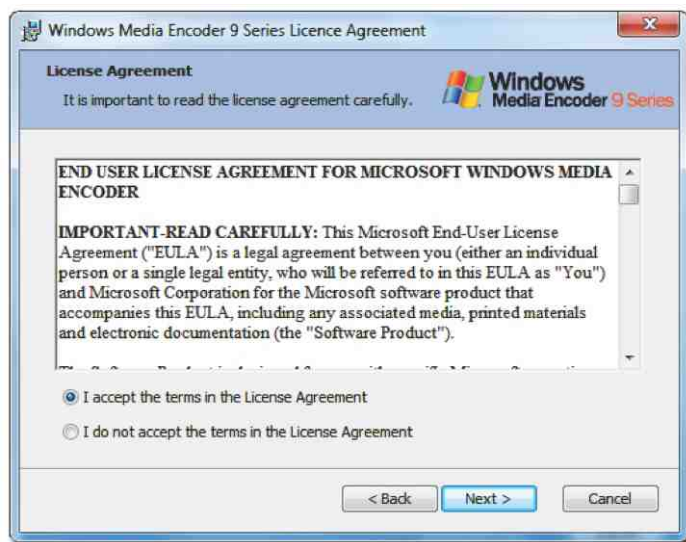 Windows Media Encoder 9 Series Licence Agreement
License Agreement
It is important to read the license agreement carefully.
Windows
Media Encoder 9 Series
END USER LICENSE AGREEMENT FOR MICROSOFT WINDOWS MEDIA
ENCODER
IMPORTANT-READ CAREFULLY: This Microsoft End-User License
Agreement ("EULA") is a legal agreement between you (either an individual
person or a single legal entity, who will be referred to in this EULA as "You")
and Microsoft Corporation for the Microsoft software product that
accompanies this EULA, including any associated media, printed materials
and electronic documentation (the "Software Product").
I accept the terms in the License Agreement
I do not accept the terms in the License Agreement
< Back
Next >
Cancel